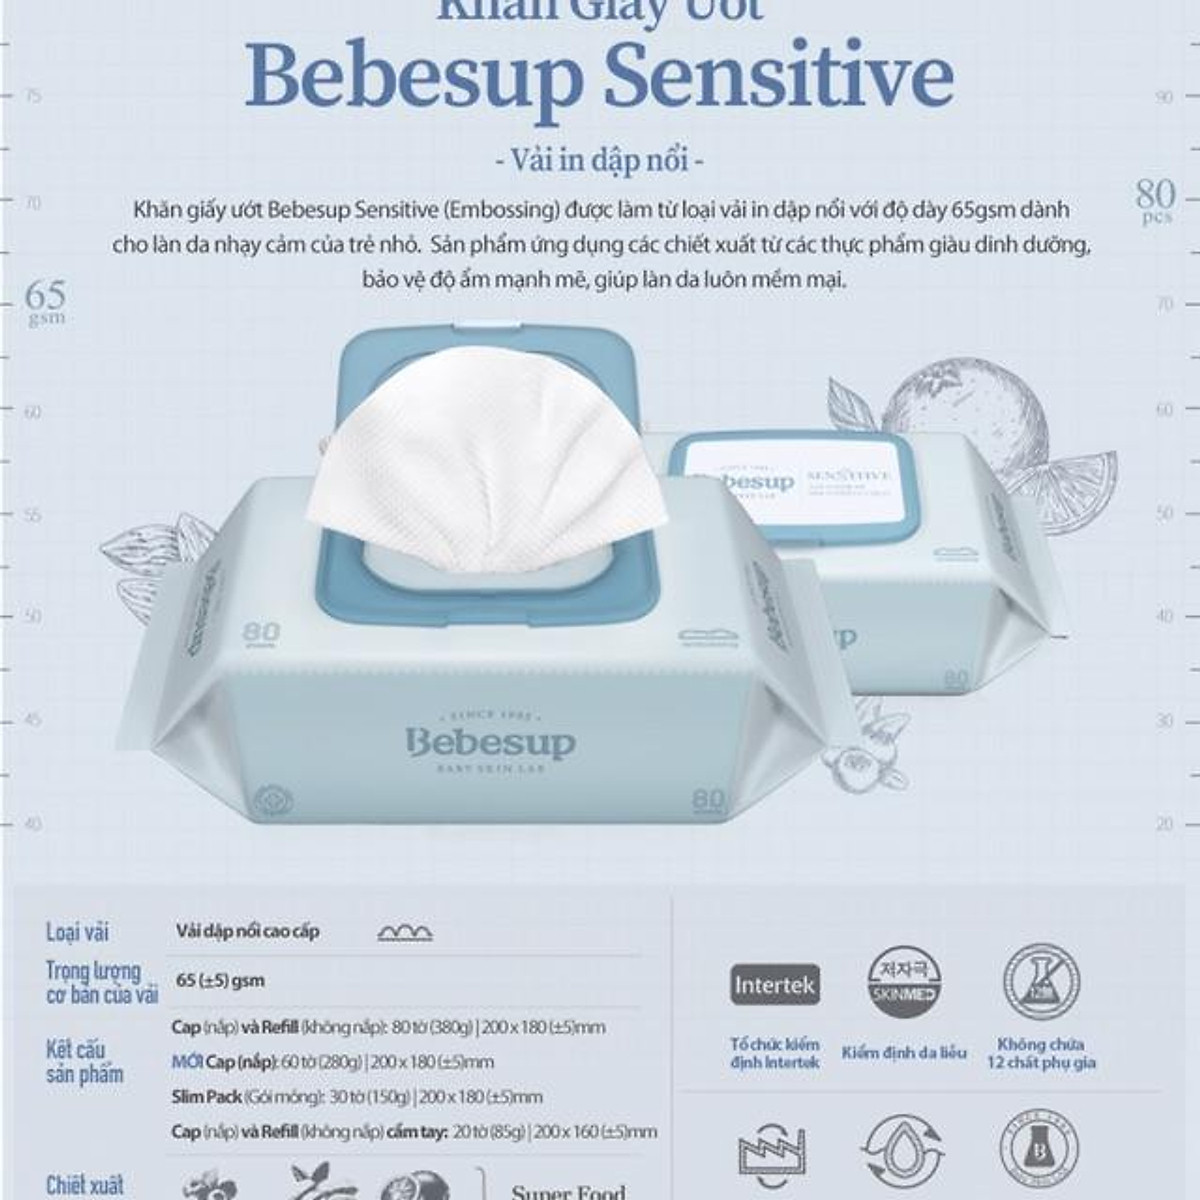 Khăn Giấy Ướt
Bebesup Sensitive
- Vải in dập nổi -
Khăn giấy ướt Bebesup Sensitive (Embossing) được làm từ loại vải in dập nổi với độ dày 65gsm dành
cho làn da nhạy cảm của trẻ nhỏ. Sản phẩm ứng dụng các chiết xuất từ các thực phẩm giàu dinh dưỡng,
bảo vệ độ ẩm mạnh mẽ, giúp làn da luôn mềm mại.
75
70
65
gsm
60
55
50
45
40
90
80
pcs
70
60
50
40
30
20
bebesup SENSITIVE
80
80
SINCE 1995
Bebesup
BABY SKIN LAB
80
Loại vải
Vải dập nổi cao cấp
Trọng lượng
cơ bản của vải
65 (±5) gsm
Kết cấu
sản phẩm
Cap (nắp) và Refill (không nắp): 80 tờ (380g) | 200 x 180 (±5)mm
MỚI Cap (nắp): 60 tờ (280g) | 200 x 180 (±5)mm
Slim Pack (Gói mỏng): 30 tờ (150g) | 200 x 180 (±5)mm
Cap (nắp) và Refill (không nắp) cầm tay: 20 tờ (85g) | 200 x 160 (±5)mm
Chiết xuất
Super Food
Intertek
저자극
SKINMED
Tổ chức kiểm
định Intertek
Kiểm định da liễu
Không chứa
12 chất phụ gia